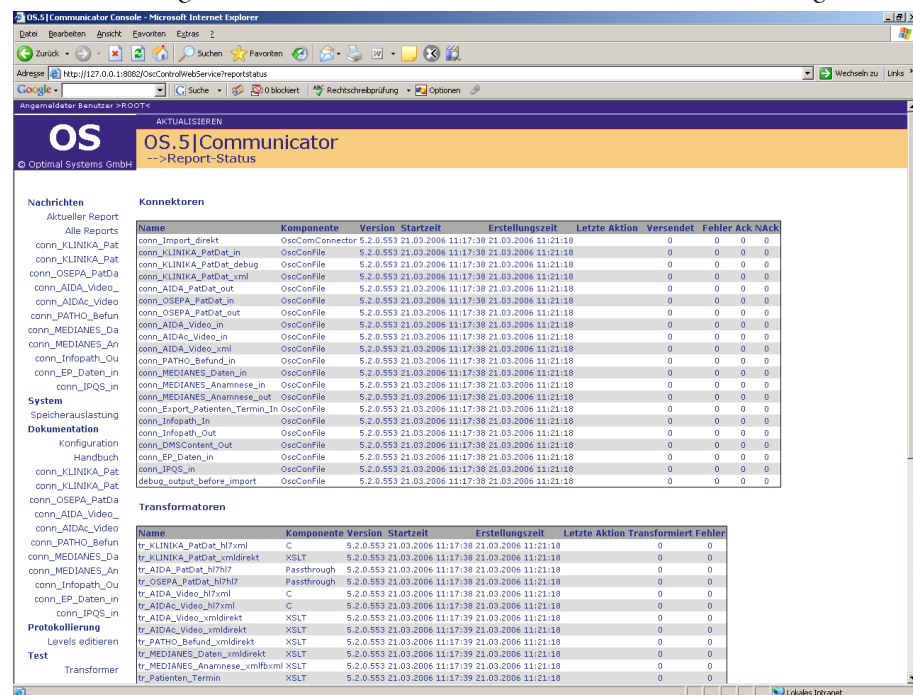 OS.5|Communicator Console - Microsoft Internet Explorer
Datei Bearbeiten Ansicht Favoriten Extras ?
Zurück Suchen Favoriten
Adresse http://127.0.0.1:8082/OscControlWebService?reportstatus Wechseln zu Links
Google Suche 0 blockiert Rechtschreibprüfung Optionen
Angemeldeter Benutzer >ROOT<
AKTUALISIEREN
OS
© Optimal Systems GmbH
OS.5|Communicator
-->Report-Status
Nachrichten
Aktueller Report
Alle Reports
conn_KLINIKA_Pat
conn_KLINIKA_Pat
conn_OSEPA_PatDa
conn_AIDA_Video_
conn_AIDAc_Video
conn_PATHO_Befun
conn_MEDIANES_Da
conn_MEDIANES_An
conn_Infopath_Ou
conn_EP_Daten_in
conn_IPQS_in
System
Speicherauslastung
Dokumentation
Konfiguration
Handbuch
conn_KLINIKA_Pat
conn_KLINIKA_Pat
conn_OSEPA_PatDa
conn_AIDA_Video_
conn_AIDAc_Video
conn_PATHO_Befun
conn_MEDIANES_Da
conn_MEDIANES_An
conn_Infopath_Ou
conn_EP_Daten_in
conn_IPQS_in
Protokollierung
Levels editieren
Test
Transformer
Konnektoren
Name Komponente Version Startzeit Erstellungszeit Letzte Aktion Versendet Fehler Ack NAck
conn_Import_direkt OscComConnector 5.2.0.553 21.03.2006 11:17:38 21.03.2006 11:21:18 0 0 0 0
conn_KLINIKA_PatDat_in OscConFile 5.2.0.553 21.03.2006 11:17:38 21.03.2006 11:21:18 0 0 0 0
conn_KLINIKA_PatDat_debug OscConFile 5.2.0.553 21.03.2006 11:17:38 21.03.2006 11:21:18 0 0 0 0
conn_KLINIKA_PatDat_xml OscConFile 5.2.0.553 21.03.2006 11:17:38 21.03.2006 11:21:18 0 0 0 0
conn_AIDA_PatDat_out OscConFile 5.2.0.553 21.03.2006 11:17:38 21.03.2006 11:21:18 0 0 0 0
conn_OSEPA_PatDat_in OscConFile 5.2.0.553 21.03.2006 11:17:38 21.03.2006 11:21:18 0 0 0 0
conn_OSEPA_PatDat_out OscConFile 5.2.0.553 21.03.2006 11:17:38 21.03.2006 11:21:18 0 0 0 0
conn_AIDA_Video_in OscConFile 5.2.0.553 21.03.2006 11:17:38 21.03.2006 11:21:18 0 0 0 0
conn_AIDAc_Video_in OscConFile 5.2.0.553 21.03.2006 11:17:38 21.03.2006 11:21:18 0 0 0 0
conn_AIDA_Video_xml OscConFile 5.2.0.553 21.03.2006 11:17:38 21.03.2006 11:21:18 0 0 0 0
conn_PATHO_Befund_in OscConFile 5.2.0.553 21.03.2006 11:17:38 21.03.2006 11:21:18 0 0 0 0
conn_MEDIANES_Daten_in OscConFile 5.2.0.553 21.03.2006 11:17:38 21.03.2006 11:21:18 0 0 0 0
conn_MEDIANES_Anamnese_in OscConFile 5.2.0.553 21.03.2006 11:17:38 21.03.2006 11:21:18 0 0 0 0
conn_MEDIANES_Anamnese_out OscConFile 5.2.0.553 21.03.2006 11:17:38 21.03.2006 11:21:18 0 0 0 0
conn_Export_Patienten_Termin_In OscConFile 5.2.0.553 21.03.2006 11:17:38 21.03.2006 11:21:18 0 0 0 0
conn_Infopath_In OscConFile 5.2.0.553 21.03.2006 11:17:38 21.03.2006 11:21:18 0 0 0 0
conn_Infopath_Out OscConFile 5.2.0.553 21.03.2006 11:17:38 21.03.2006 11:21:18 0 0 0 0
conn_DMSContent_Out OscConFile 5.2.0.553 21.03.2006 11:17:38 21.03.2006 11:21:18 0 0 0 0
conn_EP_Daten_in OscConFile 5.2.0.553 21.03.2006 11:17:38 21.03.2006 11:21:18 0 0 0 0
conn_IPQS_in OscConFile 5.2.0.553 21.03.2006 11:17:38 21.03.2006 11:21:18 0 0 0 0
debug_output_before_import OscConFile 5.2.0.553 21.03.2006 11:17:38 21.03.2006 11:21:18 0 0 0 0
Transformatoren
Name Komponente Version Startzeit Erstellungszeit Letzte Aktion Transformiert Fehler
tr_KLINIKA_PatDat_hl7xml C 5.2.0.553 21.03.2006 11:17:38 21.03.2006 11:21:18 0 0
tr_KLINIKA_PatDat_xmldirekt XSLT 5.2.0.553 21.03.2006 11:17:38 21.03.2006 11:21:18 0 0
tr_AIDA_PatDat_hl7hl7 Passthrough 5.2.0.553 21.03.2006 11:17:38 21.03.2006 11:21:18 0 0
tr_OSEPA_PatDat_hl7hl7 Passthrough 5.2.0.553 21.03.2006 11:17:38 21.03.2006 11:21:18 0 0
tr_AIDA_Video_hl7xml C 5.2.0.553 21.03.2006 11:17:38 21.03.2006 11:21:18 0 0
tr_AIDAc_Video_hl7xml C 5.2.0.553 21.03.2006 11:17:38 21.03.2006 11:21:18 0 0
tr_AIDA_Video_xmldirekt XSLT 5.2.0.553 21.03.2006 11:17:39 21.03.2006 11:21:18 0 0
tr_AIDAc_Video_xmldirekt XSLT 5.2.0.553 21.03.2006 11:17:39 21.03.2006 11:21:18 0 0
tr_PATHO_Befund_xmldirekt XSLT 5.2.0.553 21.03.2006 11:17:39 21.03.2006 11:21:18 0 0
tr_MEDIANES_Daten_xmldirekt XSLT 5.2.0.553 21.03.2006 11:17:39 21.03.2006 11:21:18 0 0
tr_MEDIANES_Anamnese_xmlfbxml XSLT 5.2.0.553 21.03.2006 11:17:39 21.03.2006 11:21:18 0 0
tr_Patienten_Termin XSLT 5.2.0.553 21.03.2006 11:17:39 21.03.2006 11:21:18 0 0
Lokales Intranet